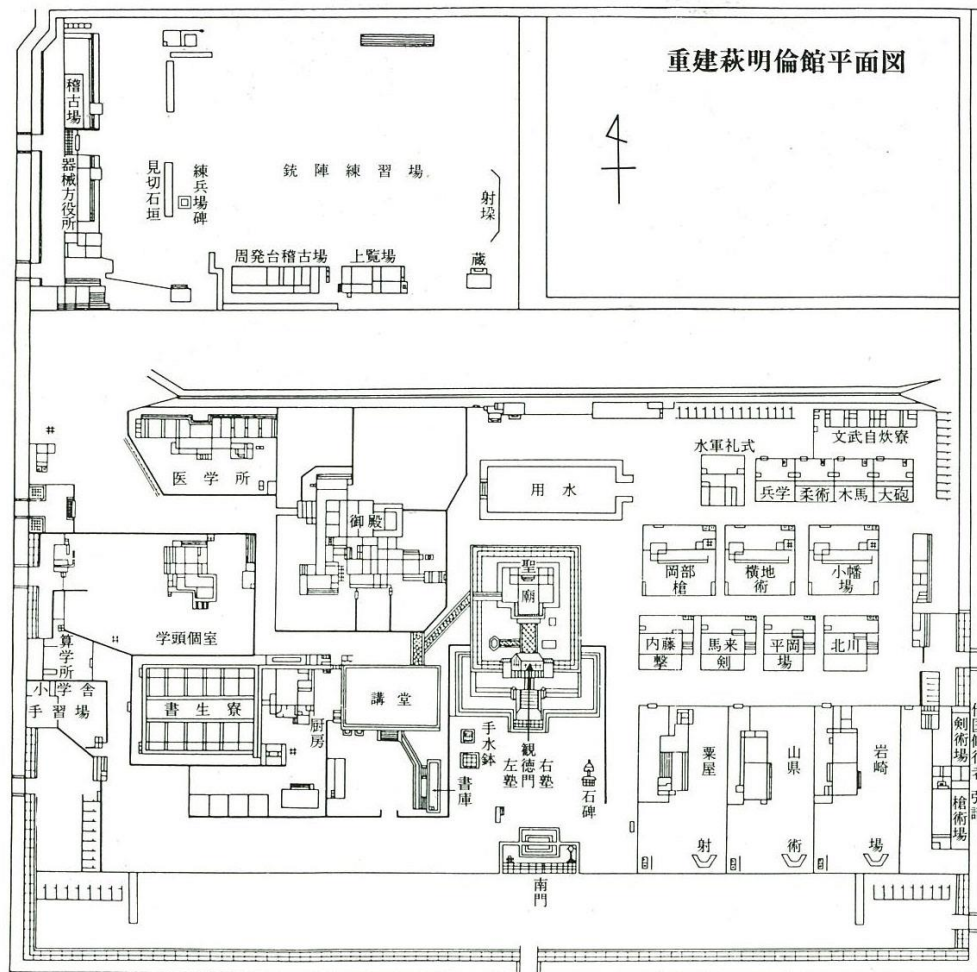 重建萩明倫館平面図
稽古場
器械方役所
見切石垣
練兵場碑
銃陣練習場
射垜
周発台稽古場
上覧場
蔵
医学所
御殿
用水
水軍礼式
文武自炊寮
兵学
柔術
木馬
大砲
聖廟
岡部
横地
小幡
槍
術
場
学頭個室
算学所
小学舎
手習場
書生寮
厨房
講堂
内藤
馬来
平岡
北川
撃
剣
場
手水鉢
書庫
左塾
観徳門
右塾
石碑
南門
粟屋
山県
岩崎
射
術
場
剣術場
槍術場